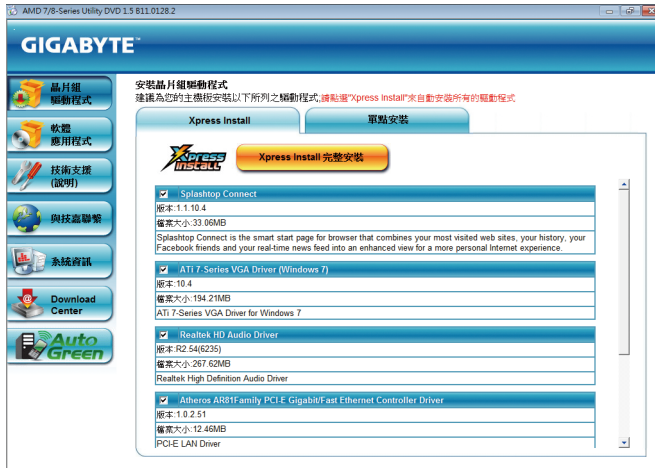 AMD 7/8-Series Utility DVD 1.5 B11.0128.2
GIGABYTE™
晶片組
驅動程式
軟體
應用程式
技術支援
(說明)
與技嘉聯繫
系統資訊
Download
Center
Auto
Green
安裝晶片組驅動程式
建議為您的主機板安裝以下所列之驅動程式;請點選"Xpress Install"來自動安裝所有的驅動程式
Xpress Install
單點安裝
Xpress
INSTALL
Xpress Install 完整安裝
Splashtop Connect
版本:1.1.10.4
檔案大小:33.06MB
Splashtop Connect is the smart start page for browser that combines your most visited web sites, your history, your
Facebook friends and your real-time news feed into an enhanced view for a more personal Internet experience.
ATi 7-Series VGA Driver (Windows 7)
版本:10.4
檔案大小:194.21MB
ATi 7-Series VGA Driver for Windows 7
Realtek HD Audio Driver
版本:R2.54(6235)
檔案大小:267.62MB
Realtek High Definition Audio Driver
Atheros AR81Family PCI-E Gigabit/Fast Ethernet Controller Driver
版本:1.0.2.51
檔案大小:12.46MB
PCI-E LAN Driver